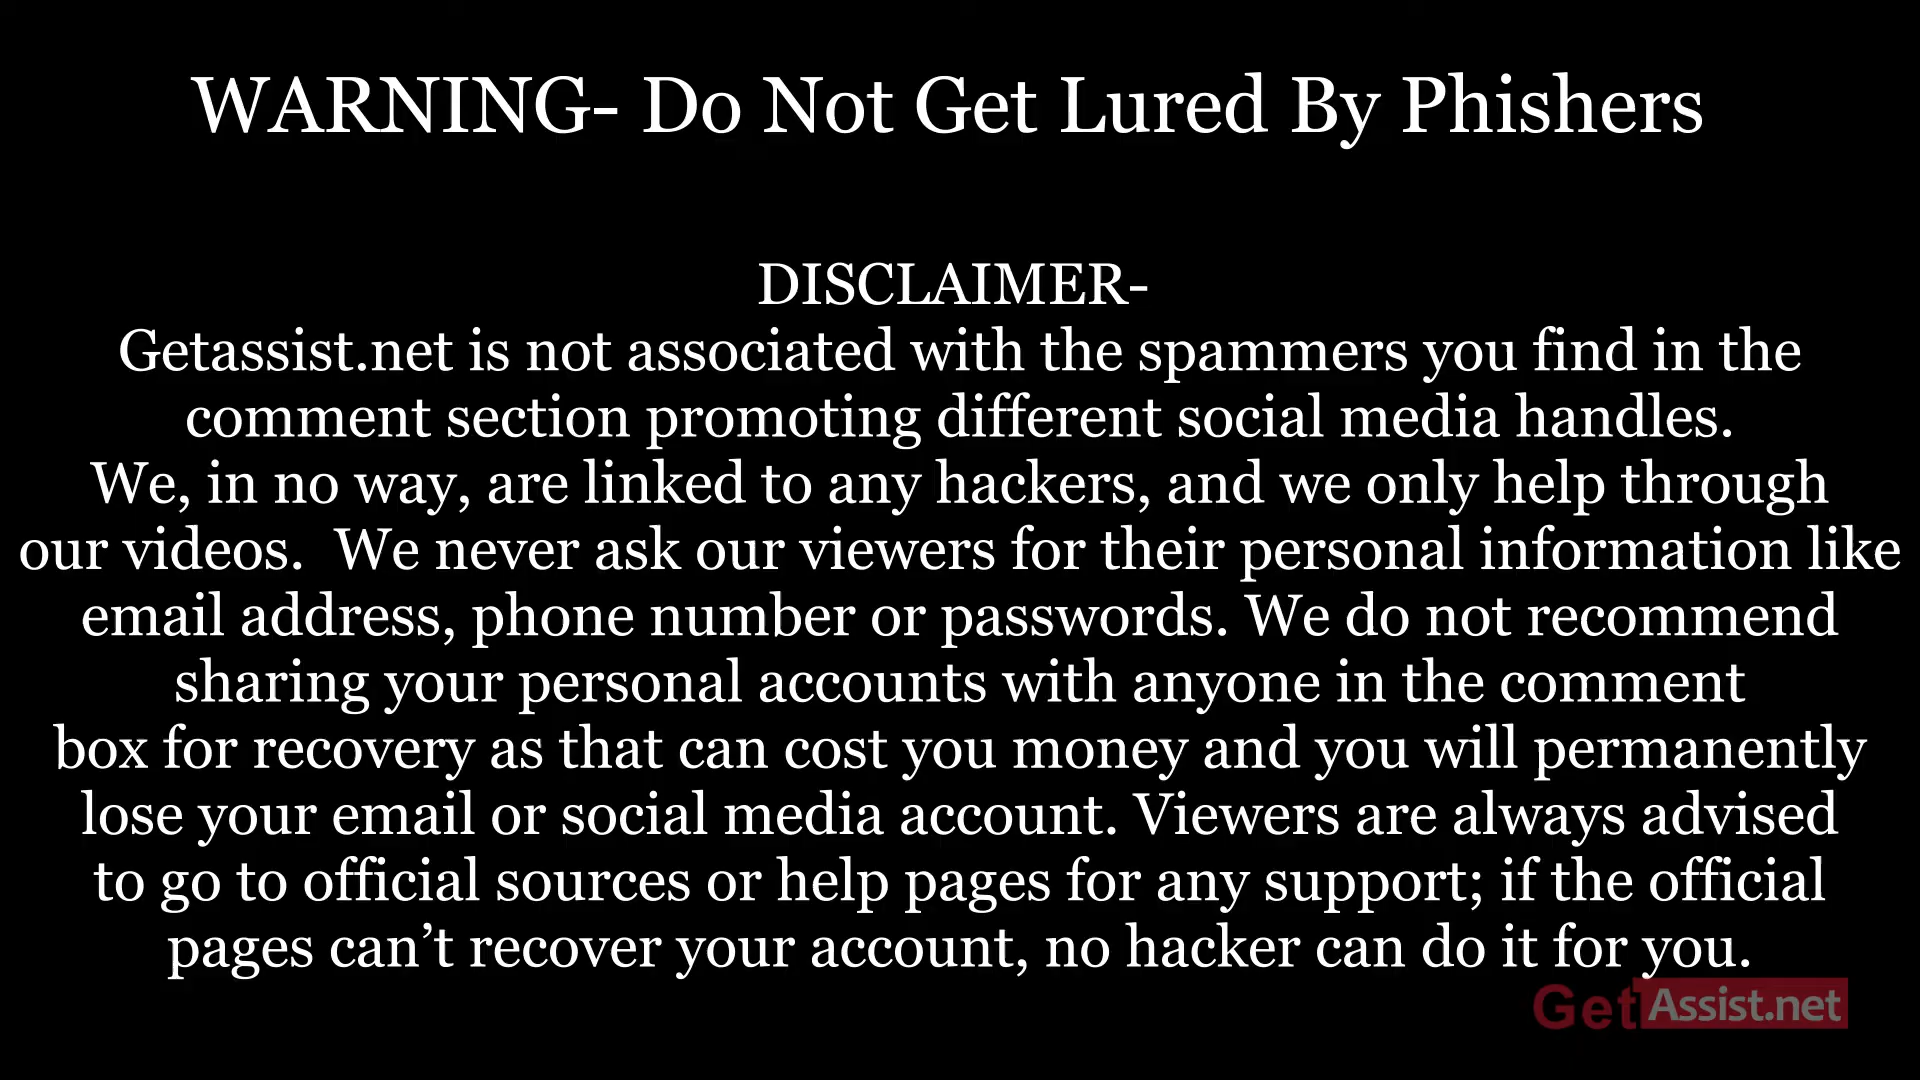 WARNING- Do Not Get Lured By Phishers
DISCLAIMER-
Getassist.net is not associated with the spammers you find in the
comment section promoting different social media handles.
We, in no way, are linked to any hackers, and we only help through
our videos.  We never ask our viewers for their personal information like
email address, phone number or passwords. We do not recommend
sharing your personal accounts with anyone in the comment
box for recovery as that can cost you money and you will permanently
lose your email or social media account. Viewers are always advised
to go to official sources or help pages for any support; if the official
pages can’t recover your account, no hacker can do it for you.
GetAssist.net